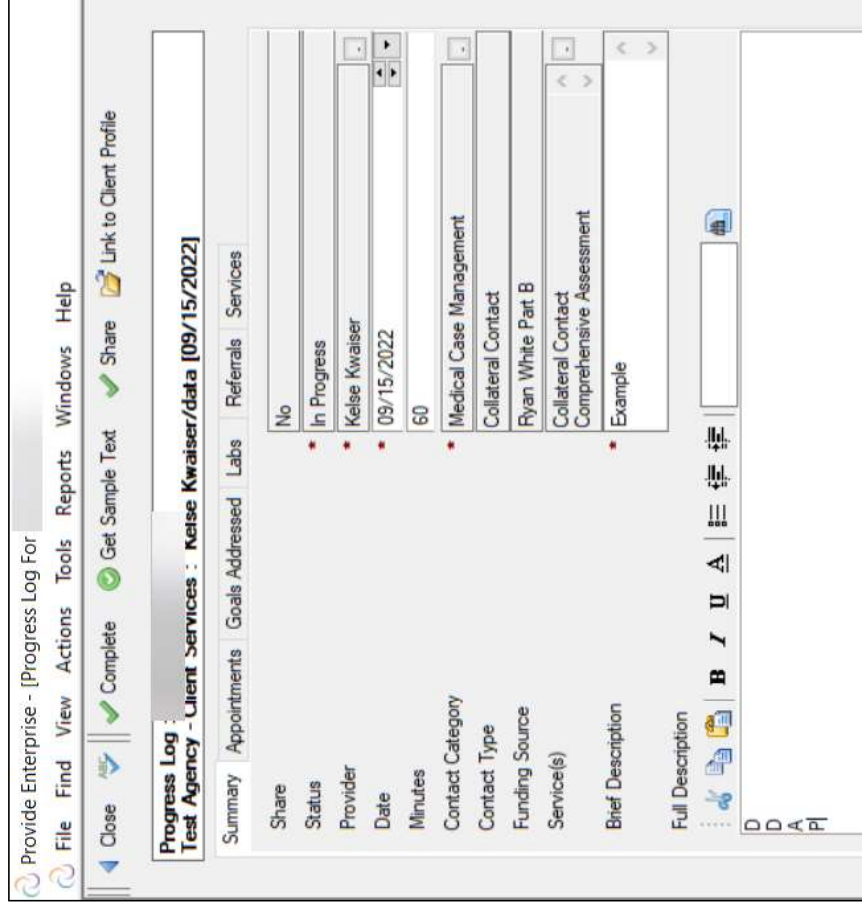 Provide Enterprise - [Progress Log For
File Find View Actions Tools Reports Windows Help
Close ABC Complete Get Sample Text Share Link to Client Profile
Progress Log :
Test Agency - Client Services : Kelse Kwaiser/data [09/15/2022]
Summary Appointments Goals Addressed Labs Referrals Services
Share No
Status * In Progress
Provider * Kelse Kwaiser
Date * 09/15/2022
Minutes 60
Contact Category * Medical Case Management
Contact Type Collateral Contact
Funding Source Ryan White Part B
Service(s) Collateral Contact
Comprehensive Assessment
Brief Description * Example
Full Description
B I U A
D
D
A
P